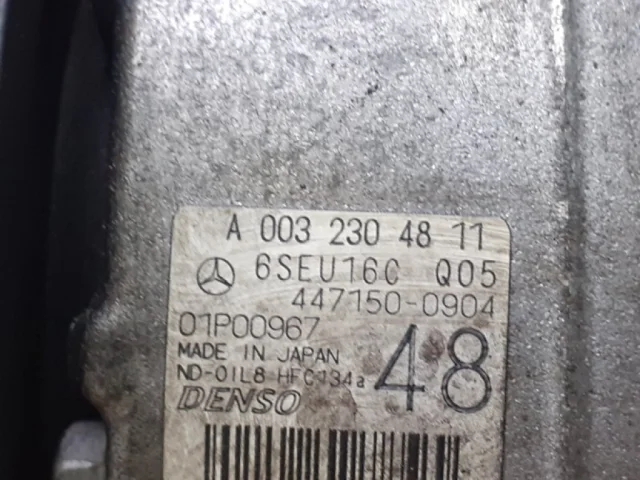 A 003 230 48 11
6SEU16C Q05
447150-0904
01P00967
48
MADE IN JAPAN
ND-OIL8 HFC134a
DENSO